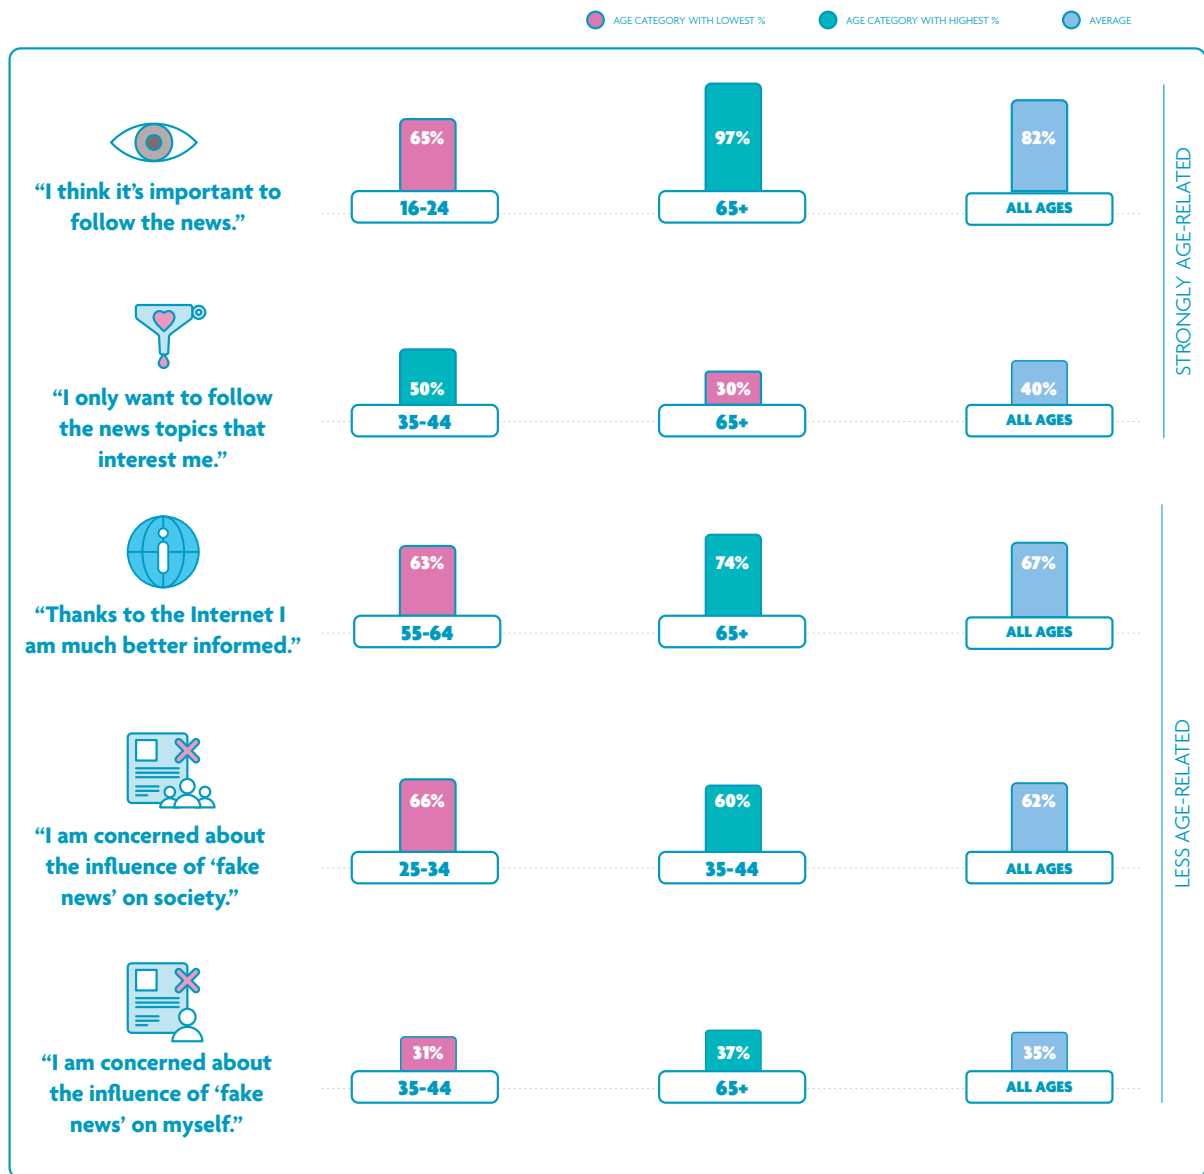 AGE CATEGORY WITH LOWEST %
AGE CATEGORY WITH HIGHEST %
AVERAGE
“I think it’s important to
follow the news.”
65%
16-24
97%
65+
82%
ALL AGES
“I only want to follow
the news topics that
interest me.”
50%
35-44
30%
65+
40%
ALL AGES
STRONGLY AGE-RELATED
“Thanks to the Internet I
am much better informed.”
63%
55-64
74%
65+
67%
ALL AGES
“I am concerned about
the influence of ‘fake
news’ on society.”
66%
25-34
60%
35-44
62%
ALL AGES
“I am concerned about
the influence of ‘fake
news’ on myself.”
31%
35-44
37%
65+
35%
ALL AGES
LESS AGE-RELATED